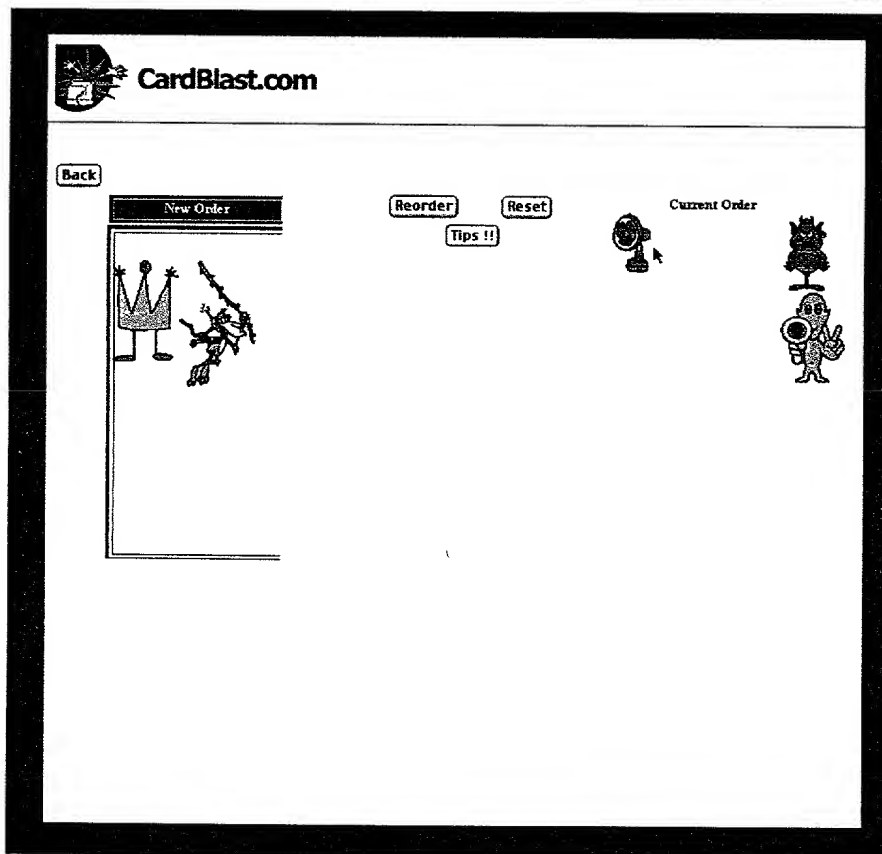 CardBlast.com
Back
New Order
Reorder
Reset
Current Order
Tips !!